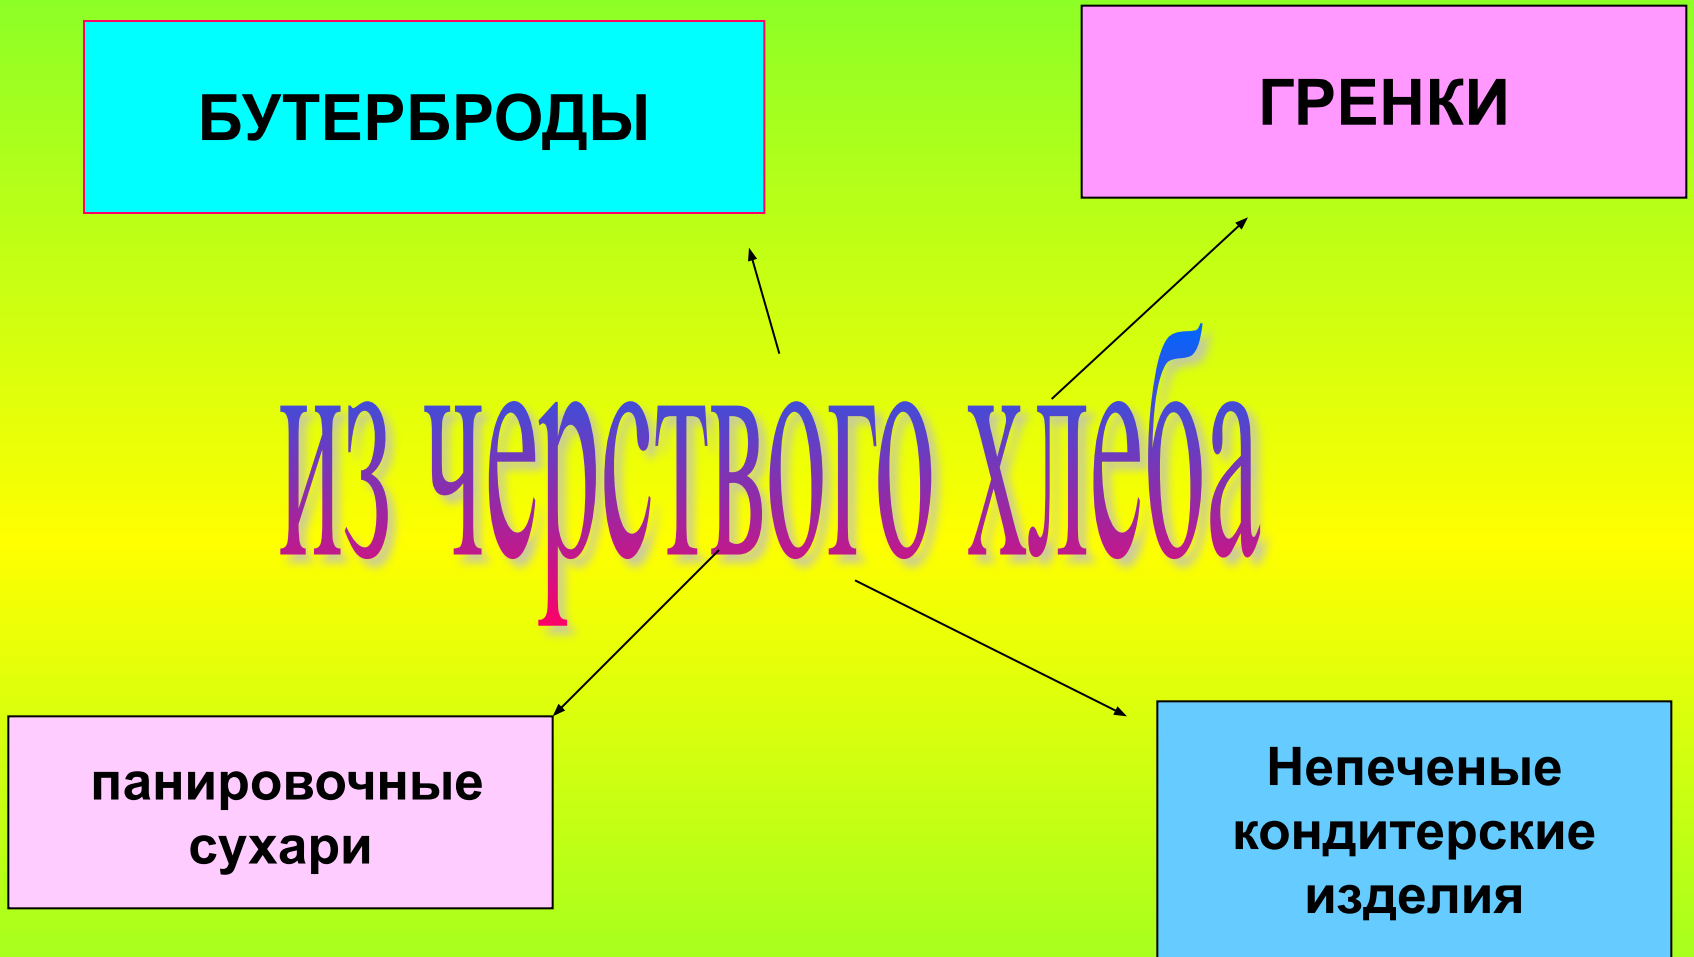 БУТЕРБРОДЫ
ГРЕНКИ
из черствого хлеба
панировочные
сухари
Непеченые
кондитерские
изделия